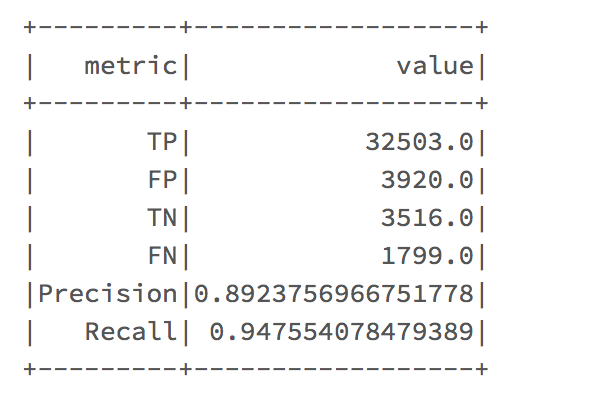 +---------+------------------+
|   metric|             value|
+---------+------------------+
|       TP|           32503.0|
|       FP|            3920.0|
|       TN|            3516.0|
|       FN|            1799.0|
|Precision|0.8923756966751778|
|   Recall| 0.947554078479389|
+---------+------------------+